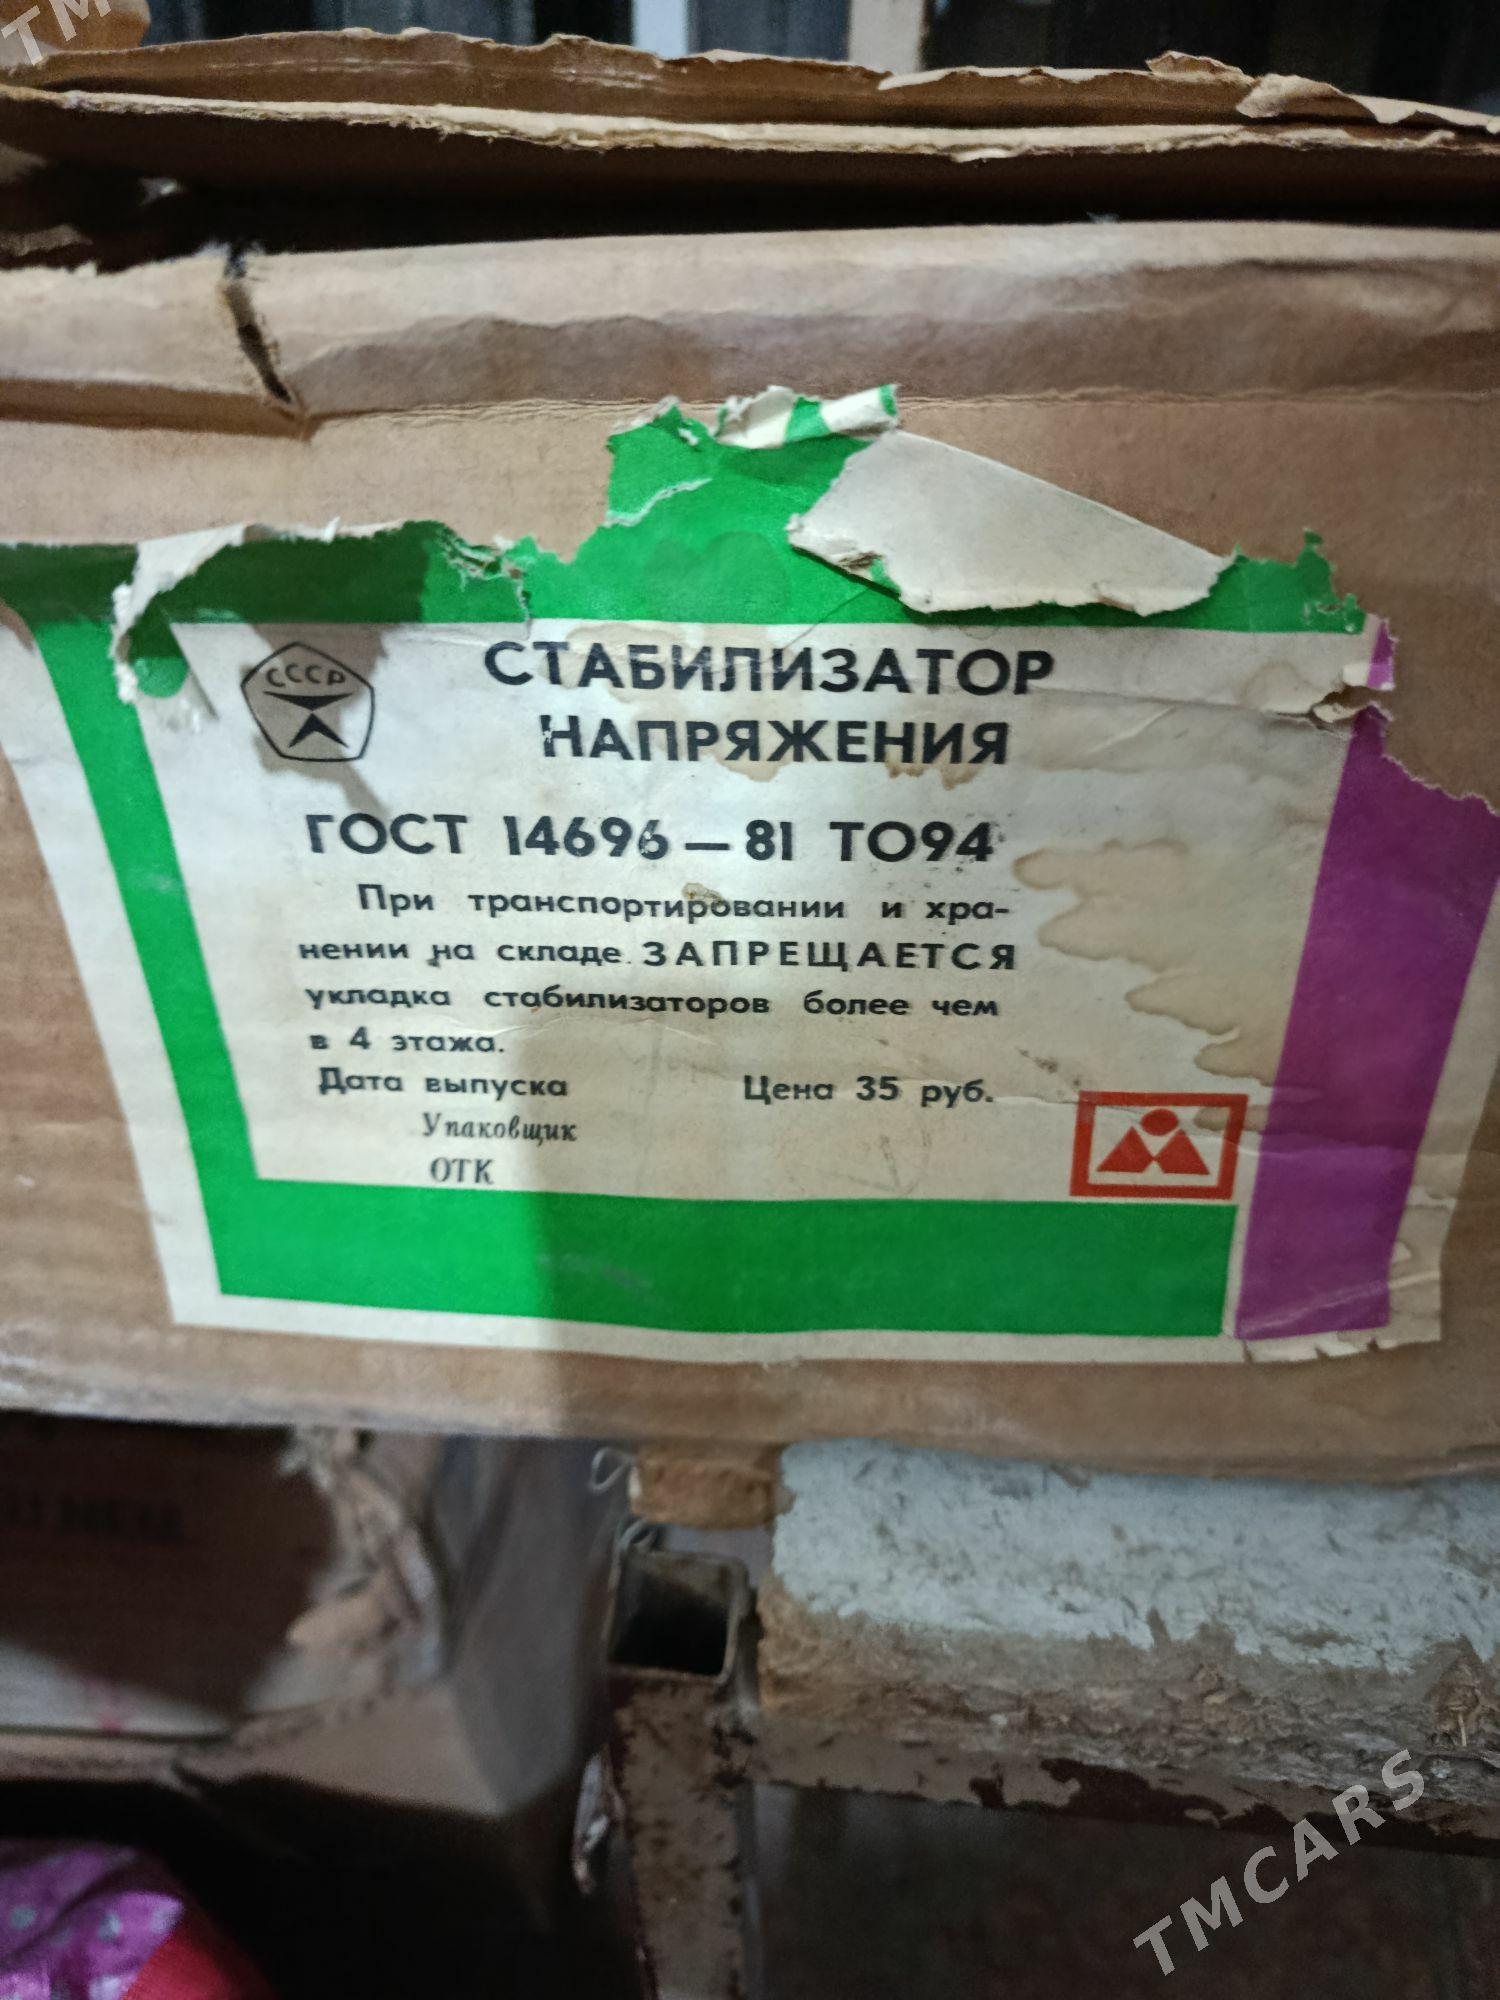 TM
СССР
СТАБИЛИЗАТОР
НАПРЯЖЕНИЯ
ГОСТ 14696—81 ТО94
При транспортировании и хра-
нении на складе ЗАПРЕЩАЕТСЯ
укладка стабилизаторов более чем
в 4 этажа.
Дата выпуска Цена 35 руб.
Упаковщик
ОТК
TMCARS